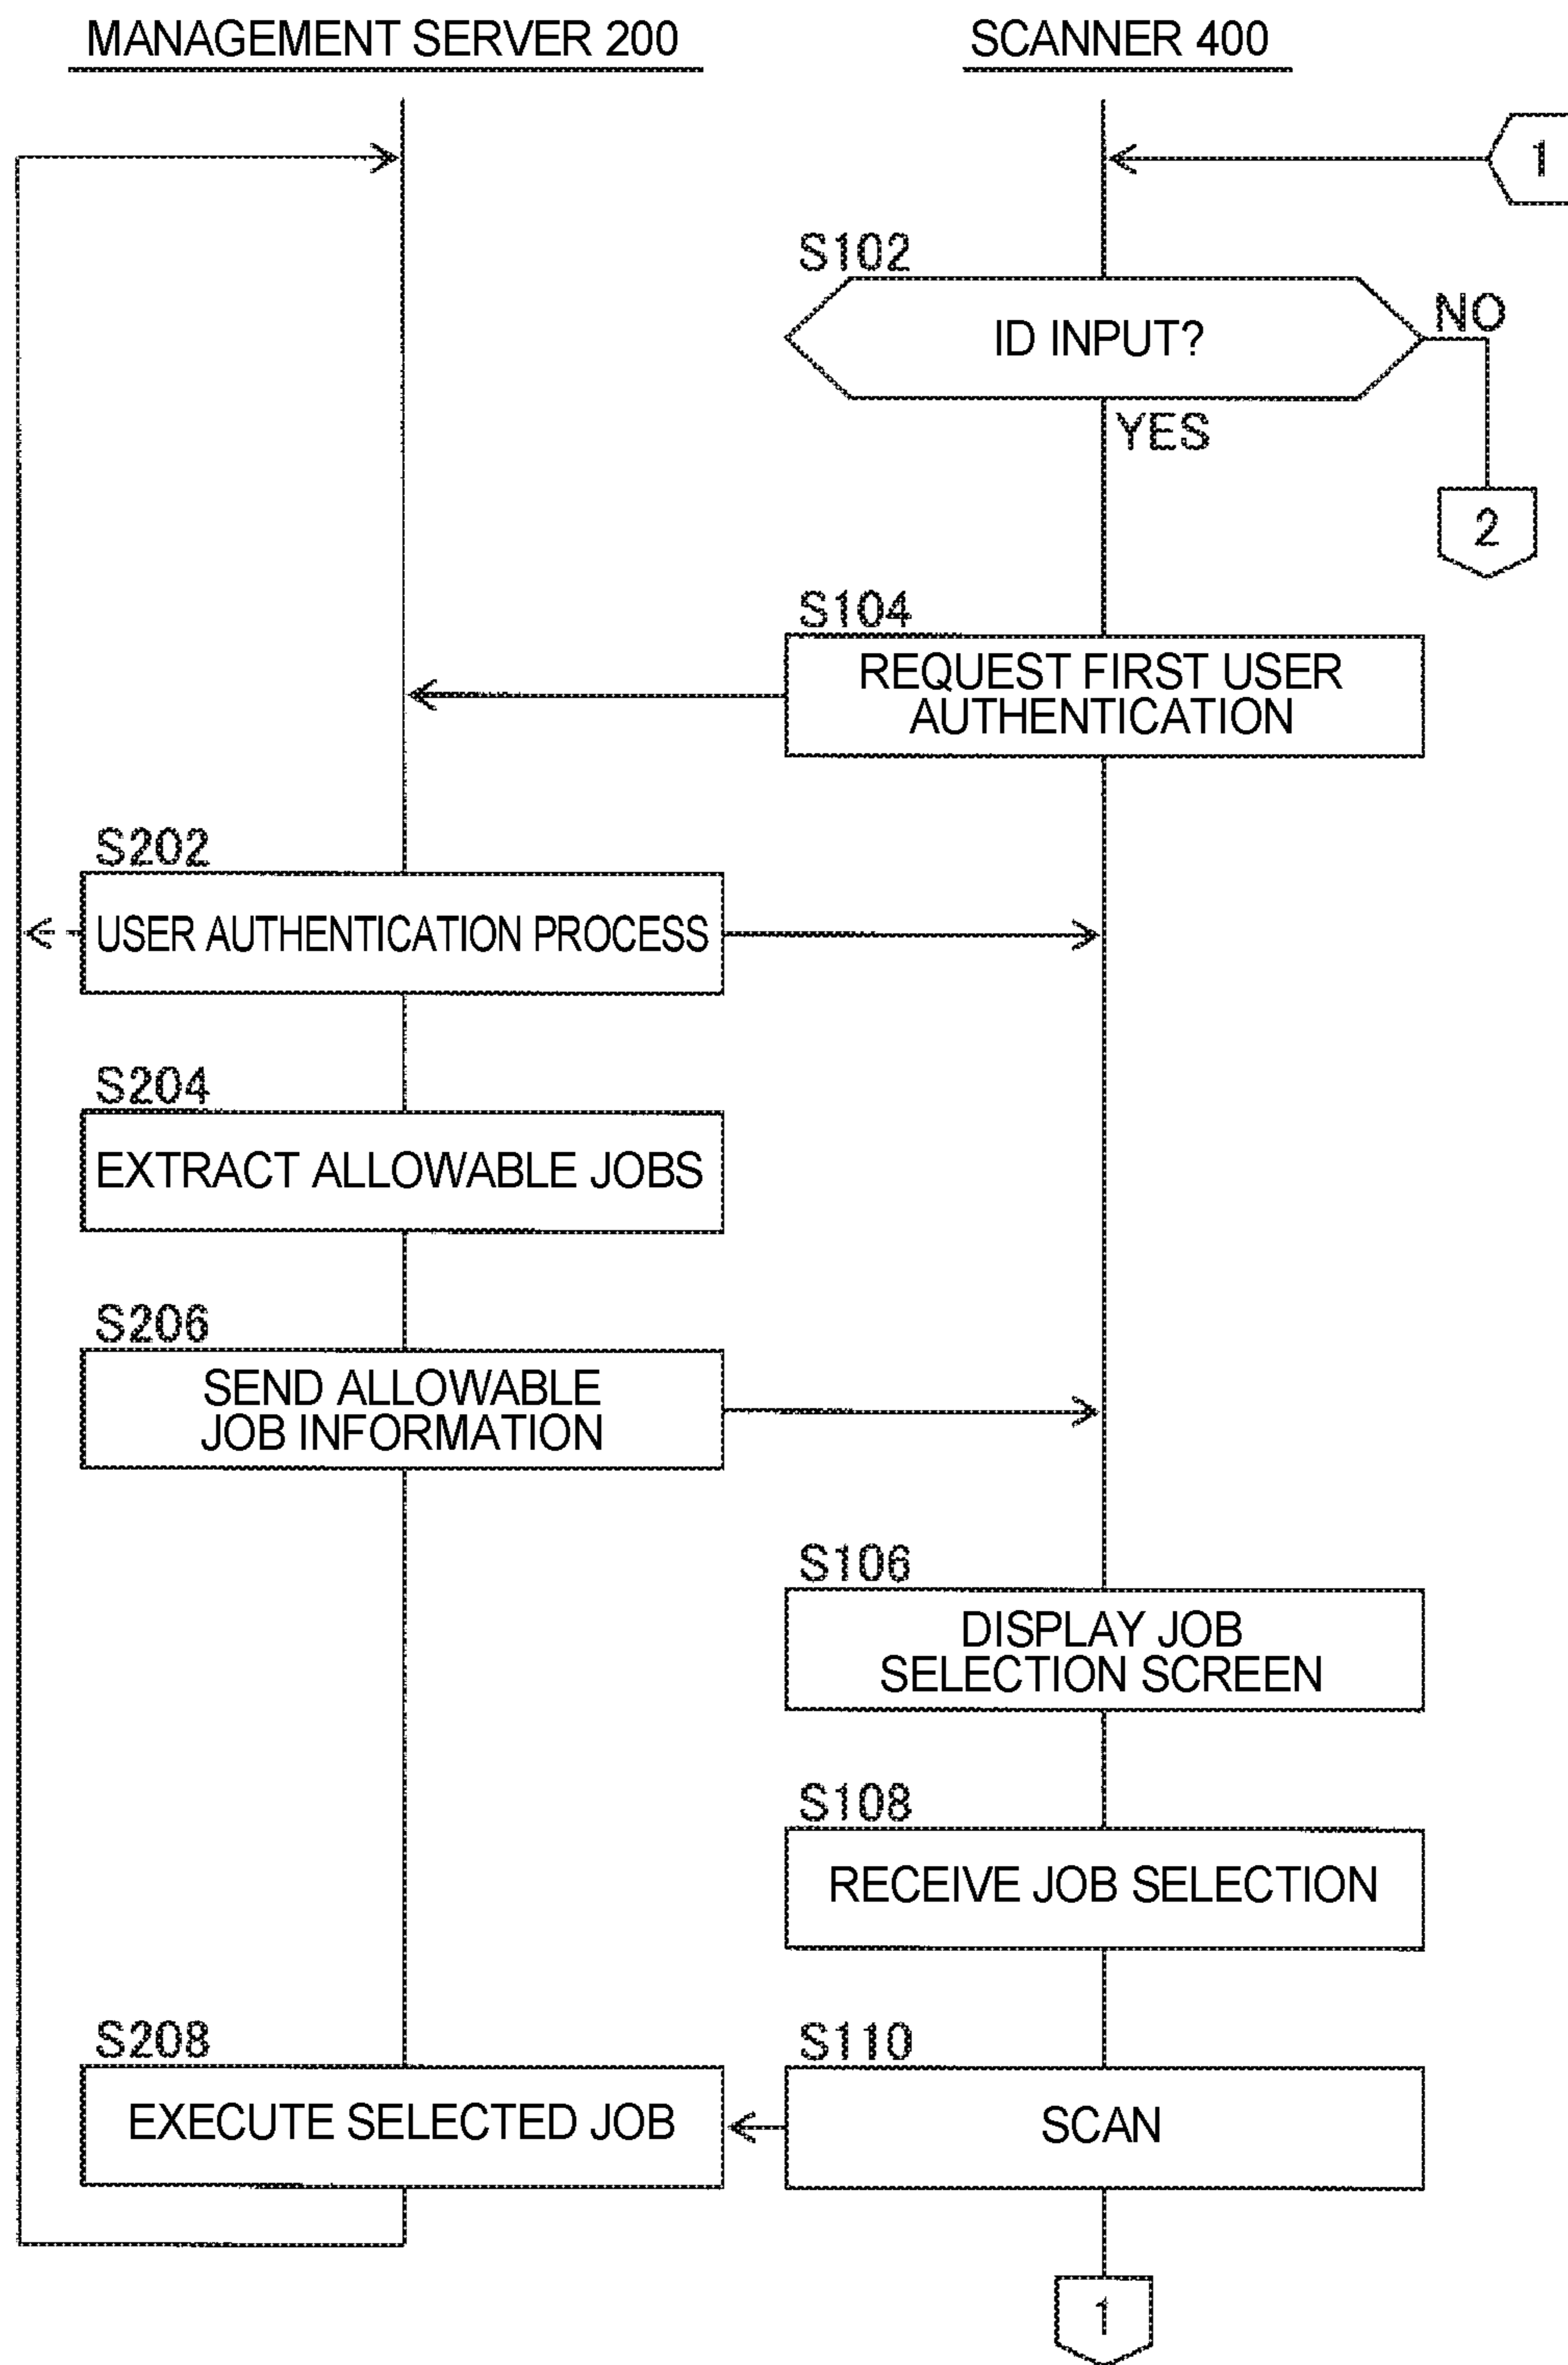 MANAGEMENT SERVER 200
SCANNER 400
1
S102
ID INPUT?
NO
YES
2
S104
REQUEST FIRST USER
AUTHENTICATION
S202
USER AUTHENTICATION PROCESS
S204
EXTRACT ALLOWABLE JOBS
S206
SEND ALLOWABLE
JOB INFORMATION
S106
DISPLAY JOB
SELECTION SCREEN
S108
RECEIVE JOB SELECTION
S208
EXECUTE SELECTED JOB
S110
SCAN
1